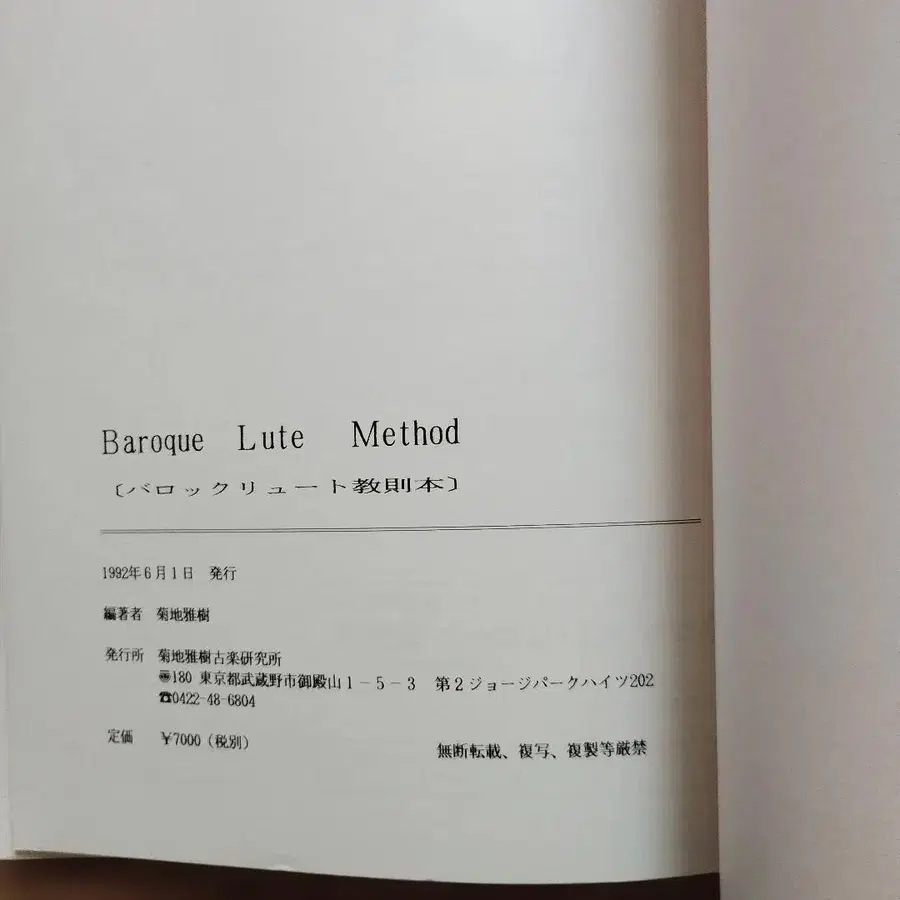 Baroque Lute Method
〔バロックリュート教則本〕
1992年6月1日 発行
編著者 菊地雅樹
発行所 菊地雅樹古楽研究所
〠180 東京都武蔵野市御殿山1-5-3 第2ジョージパークハイツ202
☎0422-48-6804
定価 ¥7000(税別)
無断転載、複写、複製等厳禁